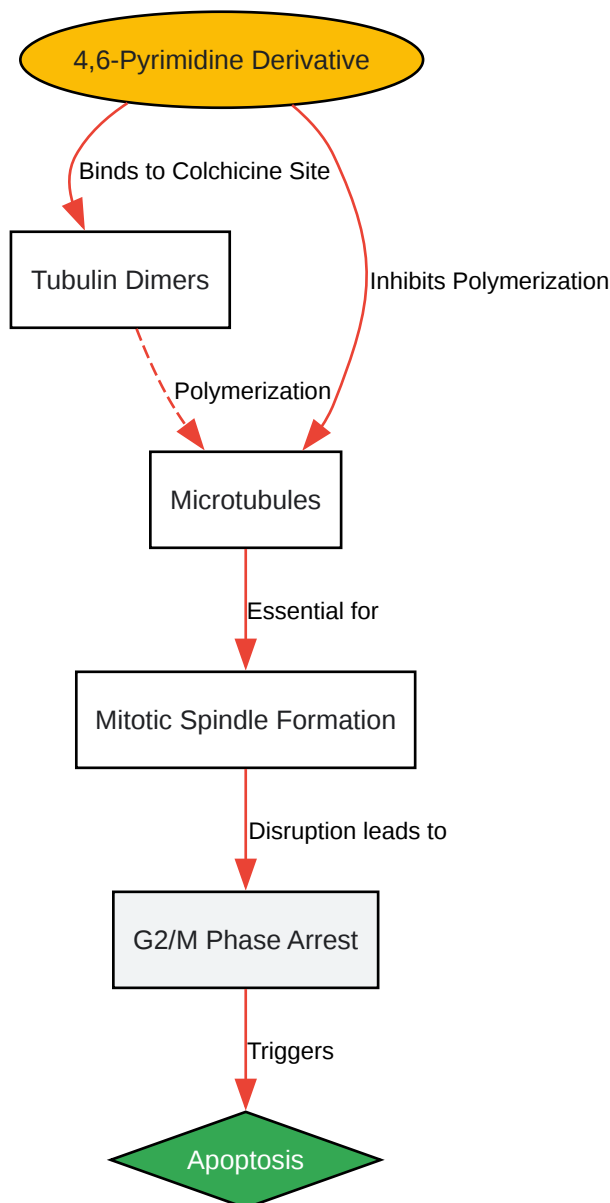 4,6-Pyrimidine Derivative
Binds to Colchicine Site
Tubulin Dimers
Inhibits Polymerization
Polymerization
Microtubules
Essential for
Mitotic Spindle Formation
Disruption leads to
G2/M Phase Arrest
Triggers
Apoptosis